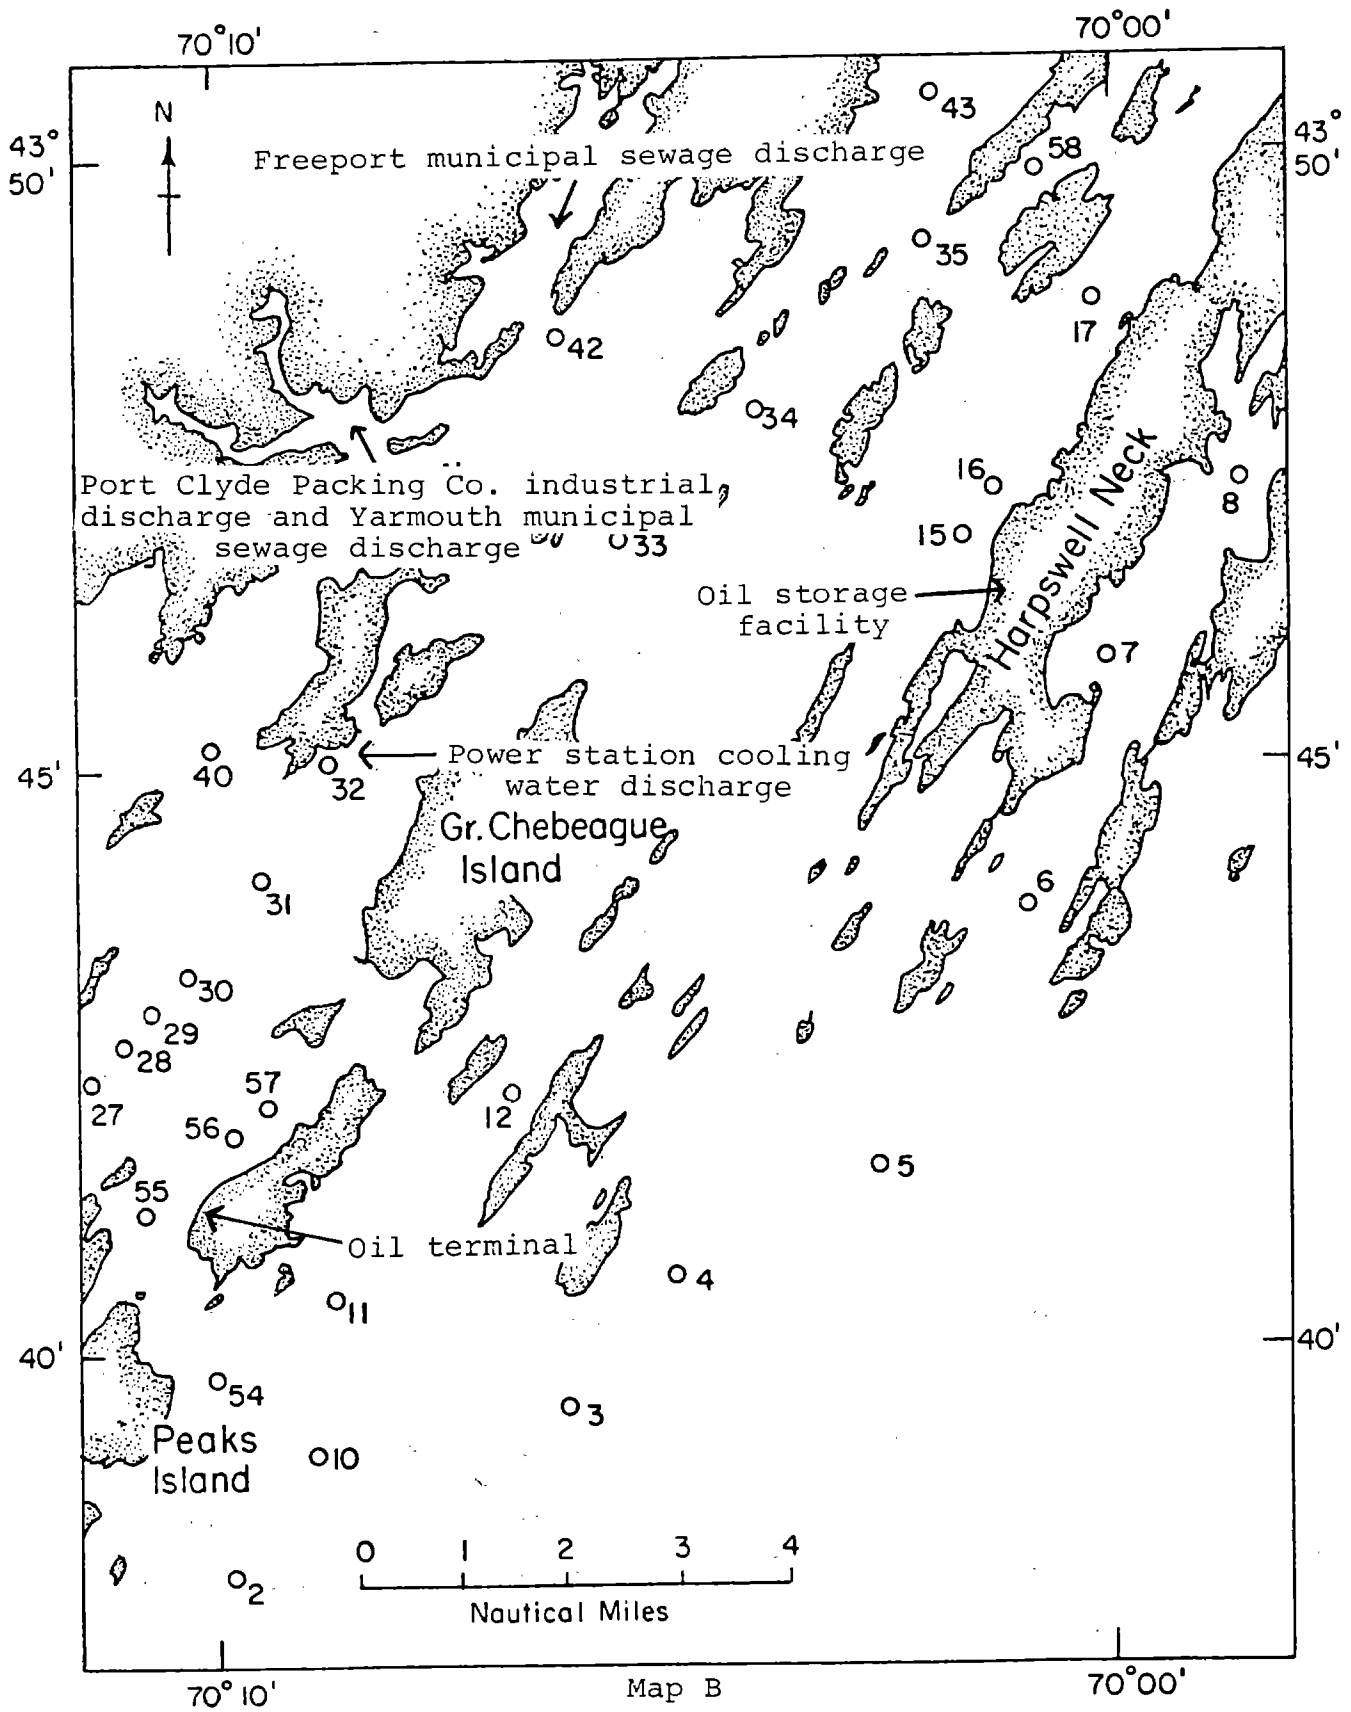 70°10'
70°00'
N
43°
50'
43°
50'
43
58
Freeport municipal sewage discharge
35
17
42
34
16
8
Port Clyde Packing Co. industrial
discharge and Yarmouth municipal
sewage discharge
33
15
Harpswell Neck
Oil storage
facility
7
40
32
Power station cooling
water discharge
45'
45'
Gr. Chebeague
Island
31
6
30
29
28
27
57
56
12
55
5
Oil terminal
4
11
40'
40'
54
3
Peaks
Island
10
0 1 2 3 4
Nautical Miles
2
70°10'
Map B
70°00'